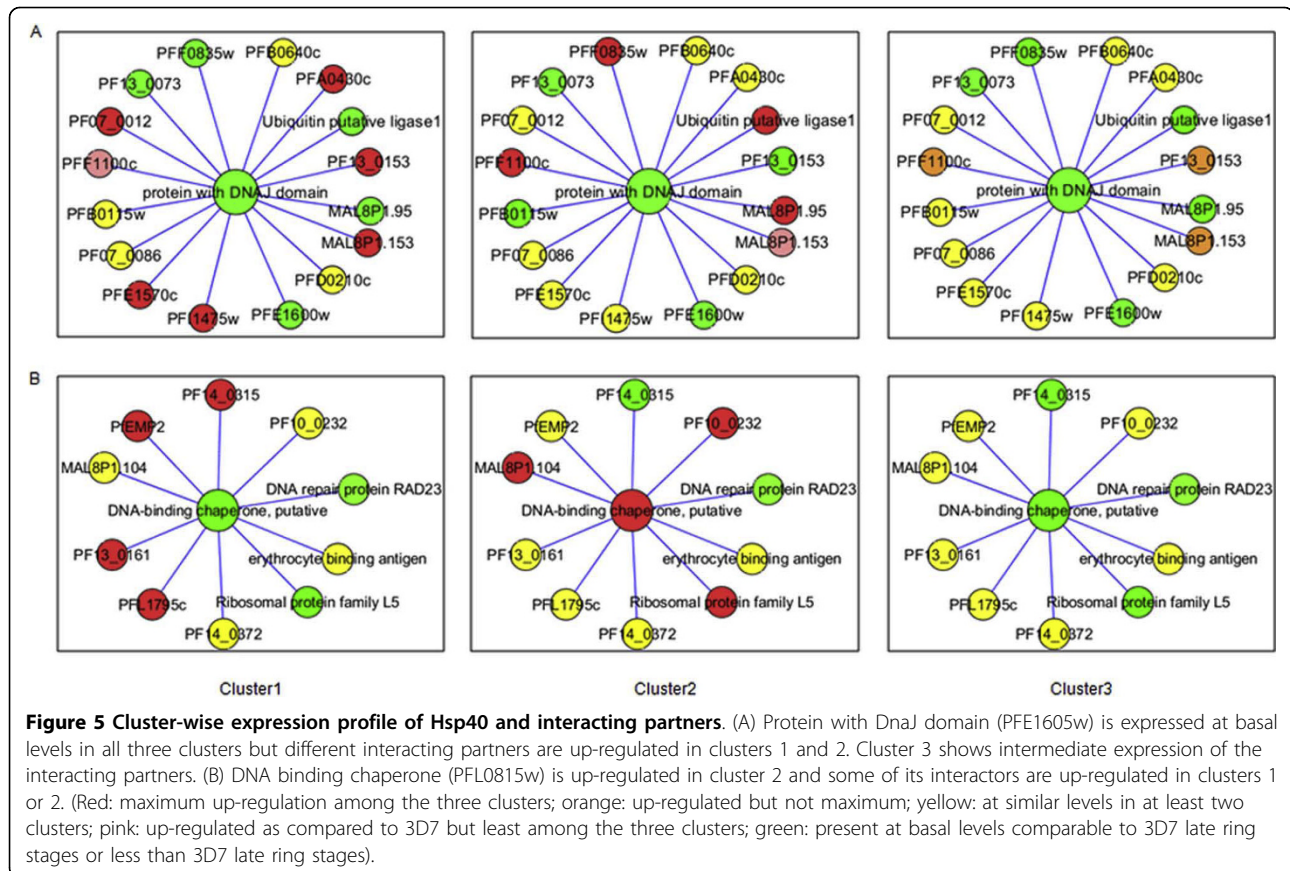 A
PFF0835w
PFB0640c
PF13_0073
PFA0430c
PF07_0012
Ubiquitin putative ligase1
PFF1100c
PF13_0153
protein with DNAJ domain
PFB0115w
MAL8P1.95
MAL8P1.153
PF07_0086
PFD0210c
PFE1570c
PFI1475w
PFE1600w
PFF0835w
PFB0640c
PF13_0073
PFA0430c
PF07_0012
Ubiquitin putative ligase1
PFF1100c
PF13_0153
protein with DNAJ domain
PFB0115w
MAL8P1.95
MAL8P1.153
PF07_0086
PFD0210c
PFE1570c
PFI1475w
PFE1600w
PFF0835w
PFB0640c
PF13_0073
PFA0430c
PF07_0012
Ubiquitin putative ligase1
PFF1100c
PF13_0153
protein with DNAJ domain
PFB0115w
MAL8P1.95
MAL8P1.153
PF07_0086
PFD0210c
PFE1570c
PFI1475w
PFE1600w
B
PF14_0315
PfEMP2
PF10_0232
MAL8P1.104
DNA repair protein RAD23
DNA-binding chaperone, putative
PF13_0161
erythrocyte binding antigen
PFL1795c
Ribosomal protein family L5
PF14_0372
PF14_0315
PfEMP2
PF10_0232
MAL8P1.104
DNA repair protein RAD23
DNA-binding chaperone, putative
PF13_0161
erythrocyte binding antigen
PFL1795c
Ribosomal protein family L5
PF14_0372
PF14_0315
PfEMP2
PF10_0232
MAL8P1.104
DNA repair protein RAD23
DNA-binding chaperone, putative
PF13_0161
erythrocyte binding antigen
PFL1795c
Ribosomal protein family L5
PF14_0372
Cluster1
Cluster2
Cluster3
Figure 5 Cluster-wise expression profile of Hsp40 and interacting partners. (A) Protein with DnaJ domain (PFE1605w) is expressed at basal
levels in all three clusters but different interacting partners are up-regulated in clusters 1 and 2. Cluster 3 shows intermediate expression of the
interacting partners. (B) DNA binding chaperone (PFL0815w) is up-regulated in cluster 2 and some of its interactors are up-regulated in clusters 1
or 2. (Red: maximum up-regulation among the three clusters; orange: up-regulated but not maximum; yellow: at similar levels in at least two
clusters; pink: up-regulated as compared to 3D7 but least among the three clusters; green: present at basal levels comparable to 3D7 late ring
stages or less than 3D7 late ring stages).